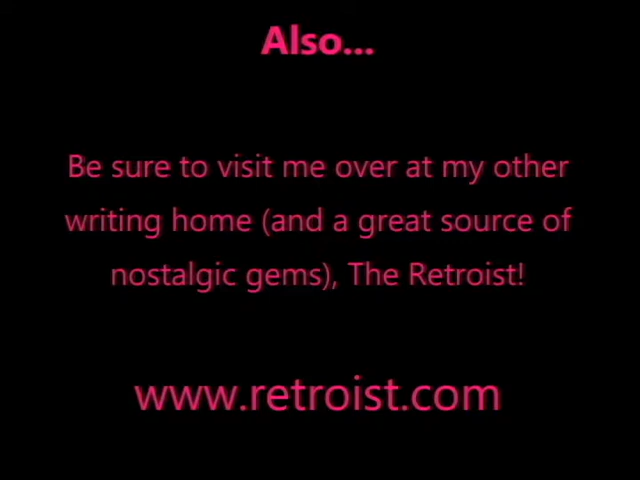 Also...
Be sure to visit me over at my other
writing home (and a great source of
nostalgic gems), The Retroist!
www.retroist.com